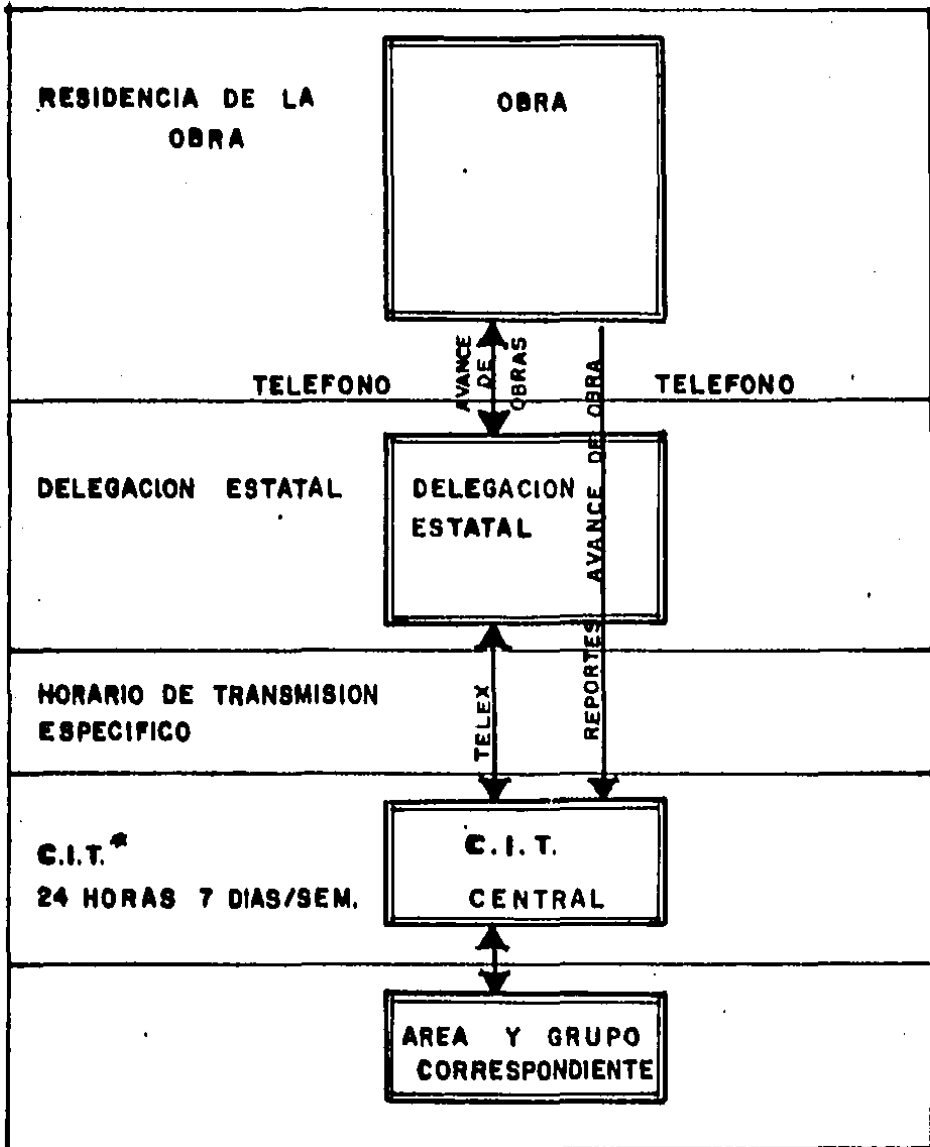 RESIDENCIA DE LA
OBRA
OBRA
AVANCE
DE
OBRAS
TELEFONO
TELEFONO
REPORTES AVANCE DE OBRA
DELEGACION ESTATAL
DELEGACION
ESTATAL
HORARIO DE TRANSMISION
ESPECIFICO
TELEX
C.I.T.*
24 HORAS 7 DIAS/SEM.
C.I.T.
CENTRAL
AREA Y GRUPO
CORRESPONDIENTE